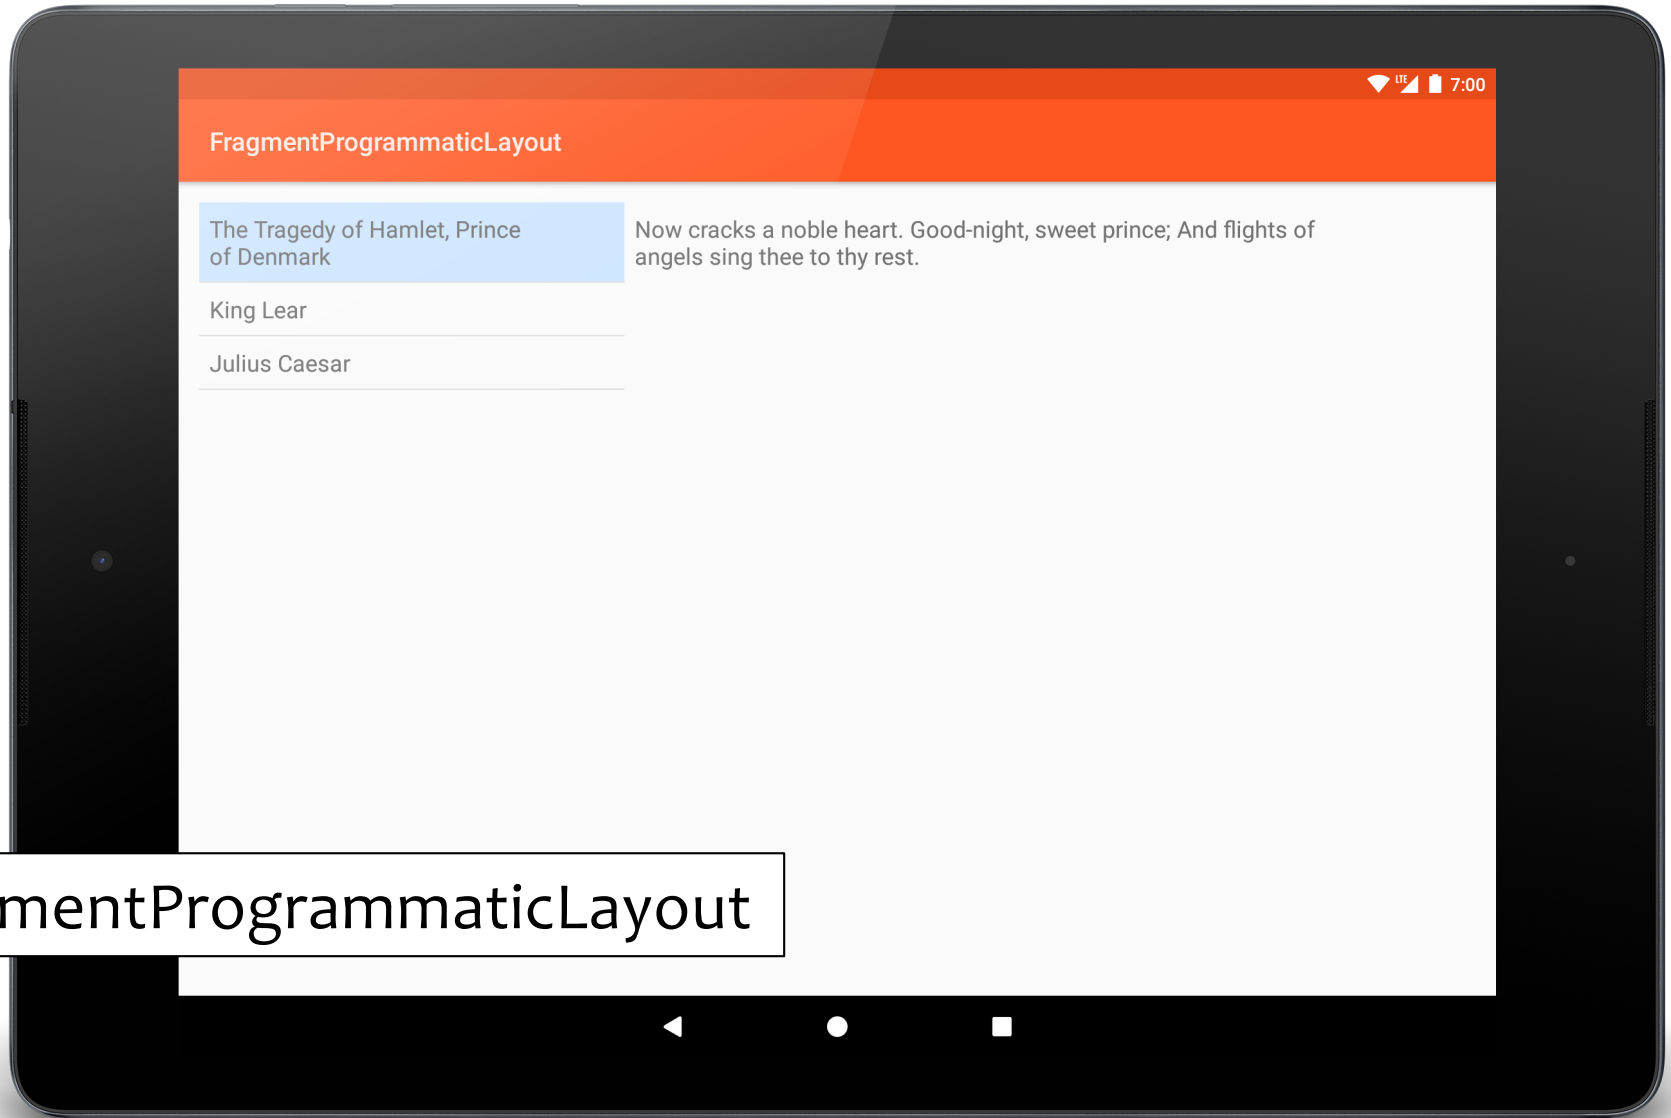 LTE 7:00
FragmentProgrammaticLayout
The Tragedy of Hamlet, Prince
of Denmark
King Lear
Julius Caesar
Now cracks a noble heart. Good-night, sweet prince; And flights of
angels sing thee to thy rest.
mentProgrammaticLayout